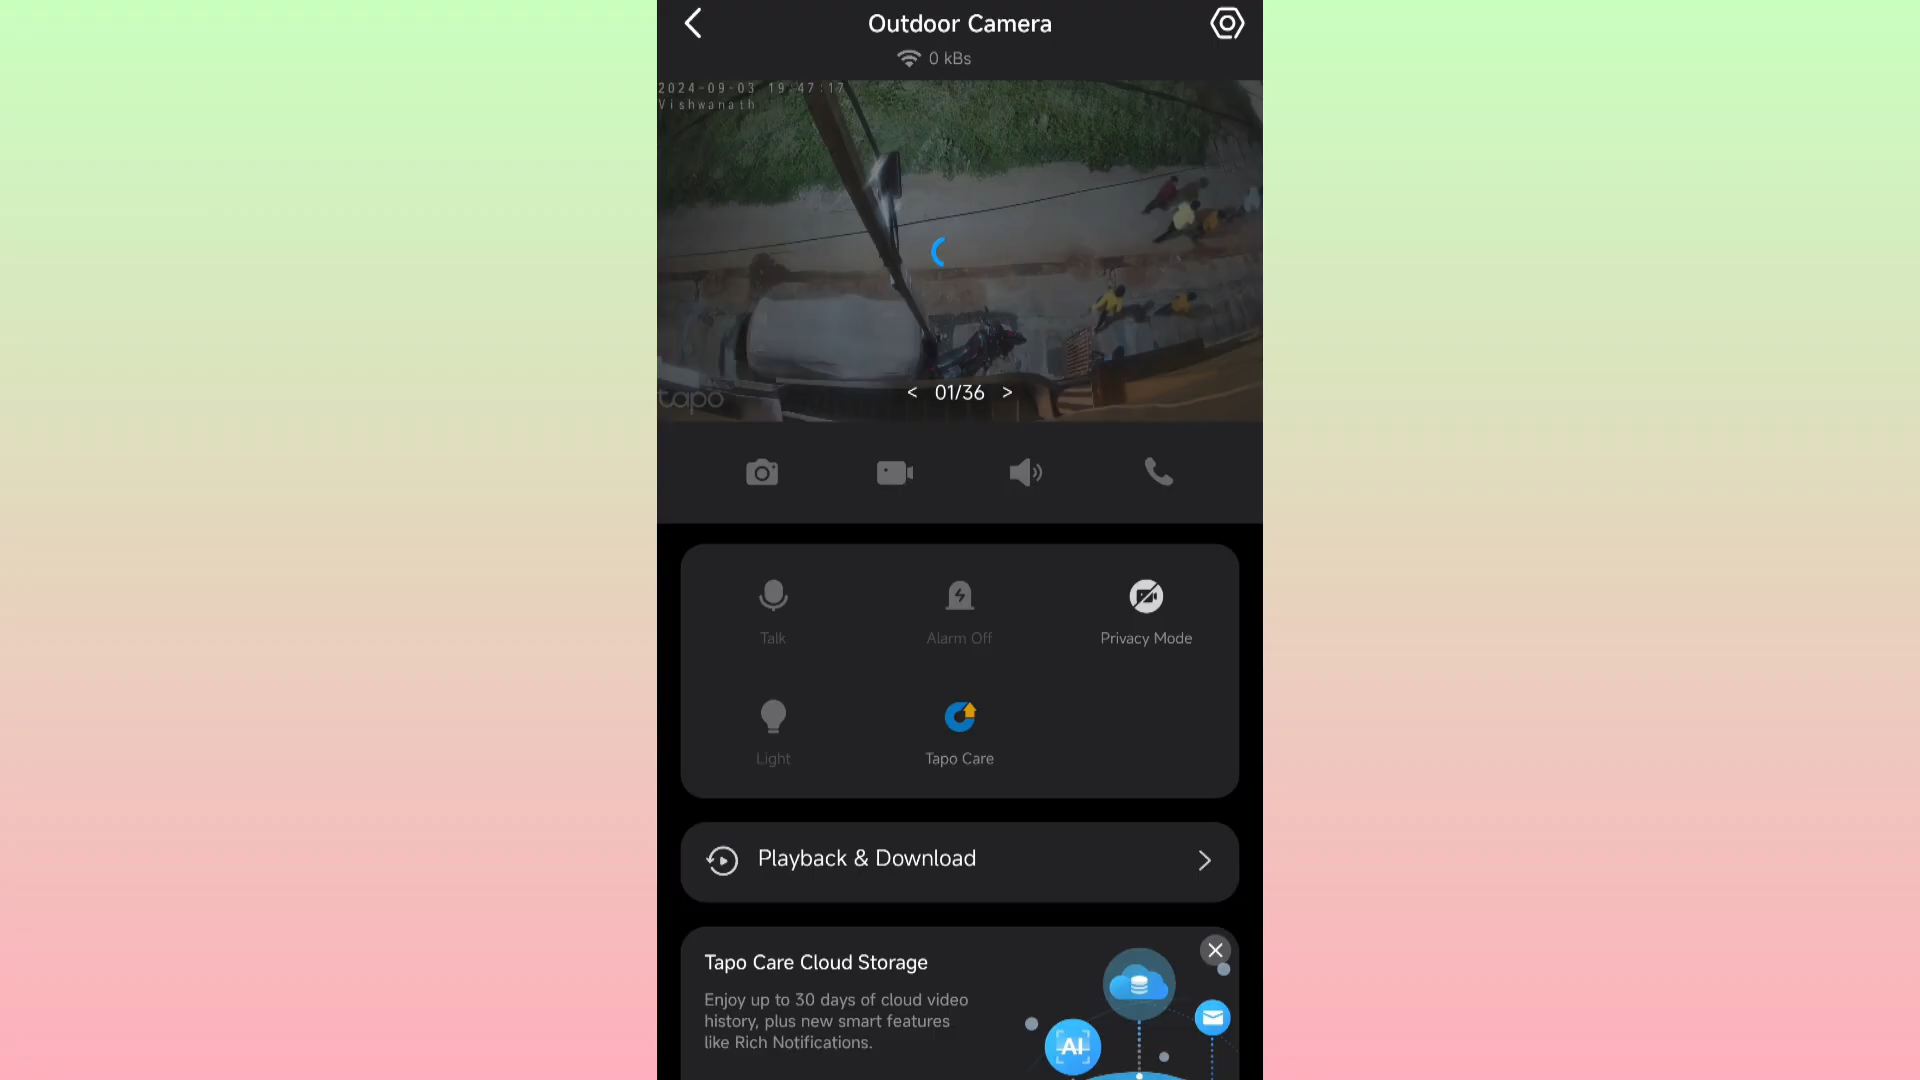 Outdoor Camera
0 kBs
2024-09-03 19:47:17
Vishwanath
tapo
< 01/36 >
Talk
Alarm Off
Privacy Mode
Light
Tapo Care
Playback & Download
Tapo Care Cloud Storage
Enjoy up to 30 days of cloud video
history, plus new smart features
like Rich Notifications.
AI